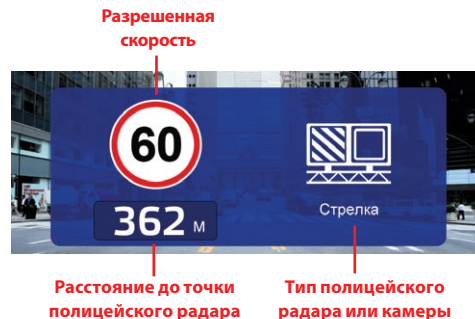 Разрешенная
скорость
60
362 м
Стрелка
Расстояние до точки
полицейского радара
Тип полицейского
радара или камеры